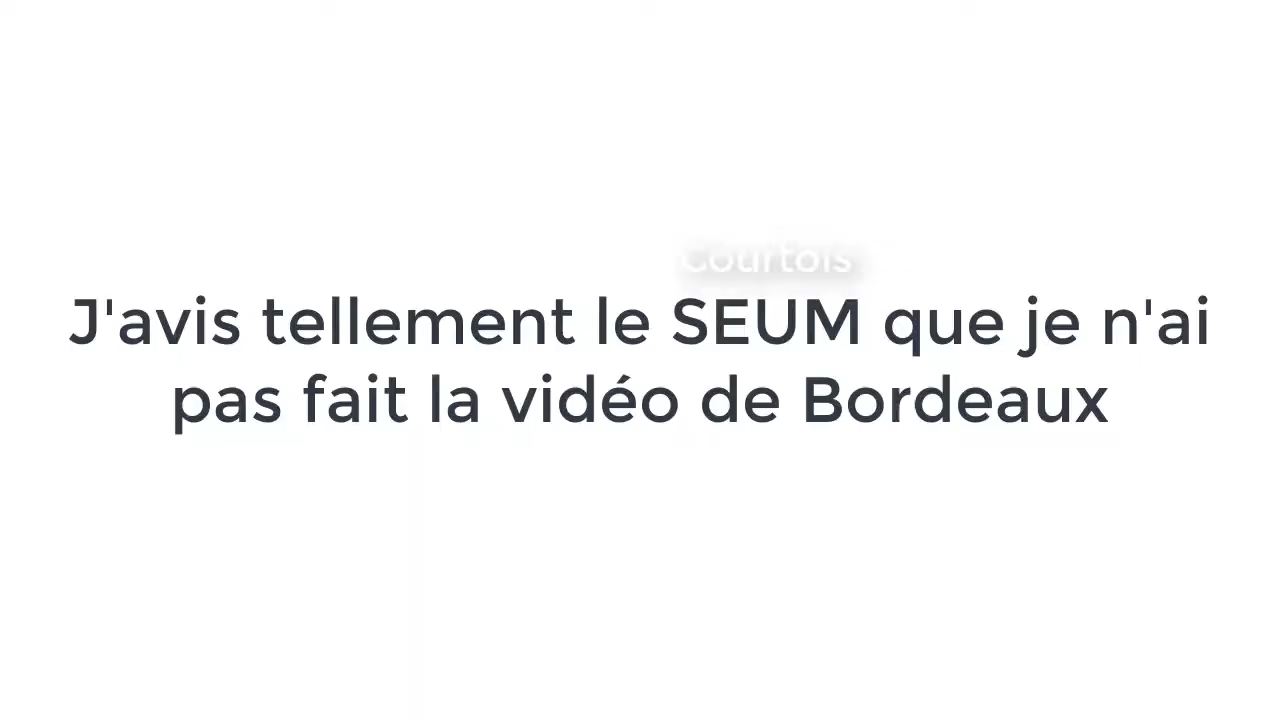 Courtois
J'avis tellement le SEUM que je n'ai
pas fait la vidéo de Bordeaux